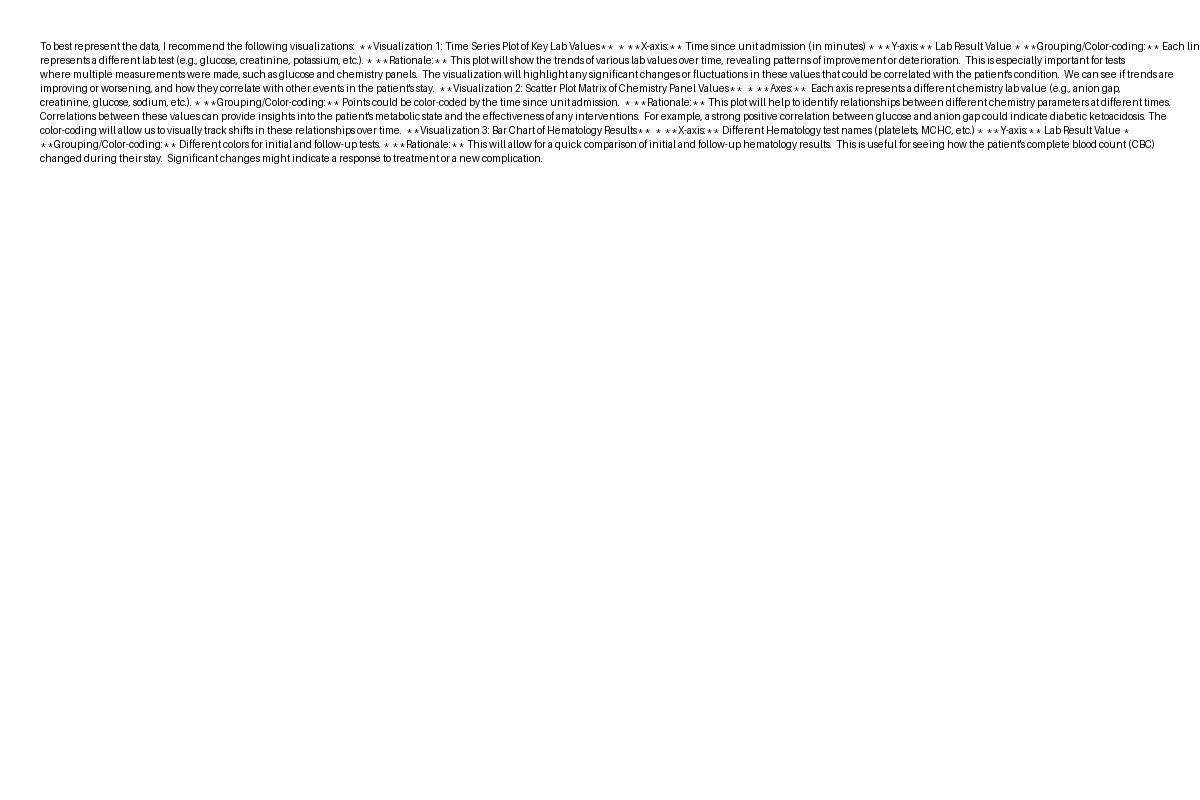 To best represent the data, I recommend the following visualizations:  **Visualization 1: Time Series Plot of Key Lab Values**  * **X-axis:** Time since unit admission (in minutes) * **Y-axis:** Lab Result Value * **Grouping/Color-coding:** Each lin
represents a different lab test (e.g., glucose, creatinine, potassium, etc.). * **Rationale:** This plot will show the trends of various lab values over time, revealing patterns of improvement or deterioration.  This is especially important for tests
where multiple measurements were made, such as glucose and chemistry panels.  The visualization will highlight any significant changes or fluctuations in these values that could be correlated with the patient's condition.  We can see if trends are
improving or worsening, and how they correlate with other events in the patient's stay.  **Visualization 2: Scatter Plot Matrix of Chemistry Panel Values**  * **Axes:**  Each axis represents a different chemistry lab value (e.g., anion gap,
creatinine, glucose, sodium, etc.). * **Grouping/Color-coding:** Points could be color-coded by the time since unit admission.  * **Rationale:** This plot will help to identify relationships between different chemistry parameters at different times.
Correlations between these values can provide insights into the patient's metabolic state and the effectiveness of any interventions.  For example, a strong positive correlation between glucose and anion gap could indicate diabetic ketoacidosis. The
color-coding will allow us to visually track shifts in these relationships over time.  **Visualization 3: Bar Chart of Hematology Results**  * **X-axis:** Different Hematology test names (platelets, MCHC, etc.) * **Y-axis:** Lab Result Value *
**Grouping/Color-coding:** Different colors for initial and follow-up tests. * **Rationale:** This will allow for a quick comparison of initial and follow-up hematology results.  This is useful for seeing how the patient's complete blood count (CBC)
changed during their stay.  Significant changes might indicate a response to treatment or a new complication.